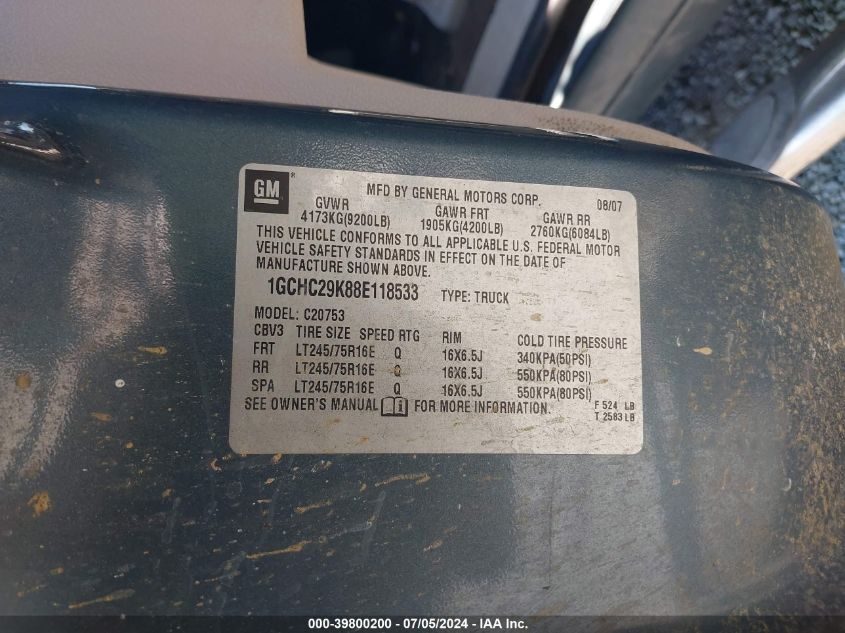 GM®
MFD BY GENERAL MOTORS CORP. 08/07
GVWR GAWR FRT GAWR RR
4173KG(9200LB) 1905KG(4200LB) 2760KG(6084LB)
THIS VEHICLE CONFORMS TO ALL APPLICABLE U.S. FEDERAL MOTOR
VEHICLE SAFETY STANDARDS IN EFFECT ON THE DATE OF
MANUFACTURE SHOWN ABOVE.
1GCHC29K88E118533 TYPE: TRUCK
MODEL: C20753
CBV3 TIRE SIZE SPEED RTG RIM COLD TIRE PRESSURE
FRT LT245/75R16E Q 16X6.5J 340KPA(50PSI)
RR LT245/75R16E Q 16X6.5J 550KPA(80PSI)
SPA LT245/75R16E Q 16X6.5J 550KPA(80PSI)
SEE OWNER'S MANUAL i FOR MORE INFORMATION. F 524 LB
T 2583 LB
000-39800200 - 07/05/2024 - IAA Inc.